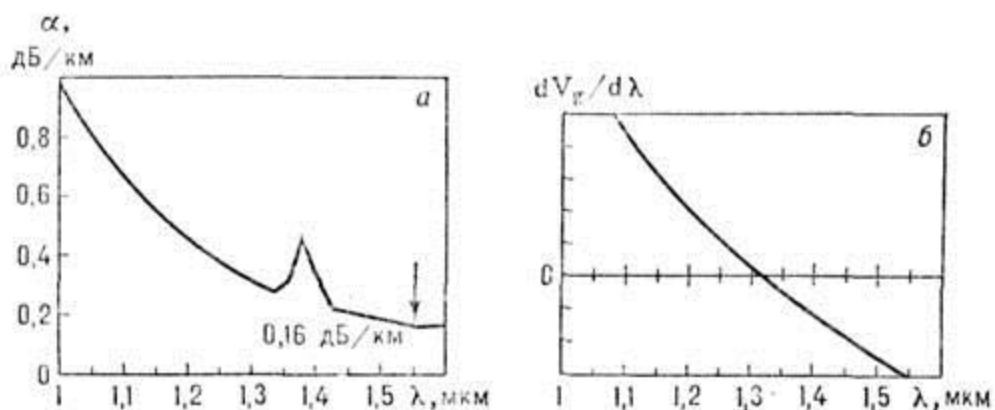 α,
дБ/км
а
0,8
0,6
0,4
0,2
0
0,16 дБ/км
1 1,1 1,2 1,3 1,4 1,5 λ, мкм
dVg/dλ
б
0
1 1,1 1,2 1,3 1,4 1,5 λ, мкм